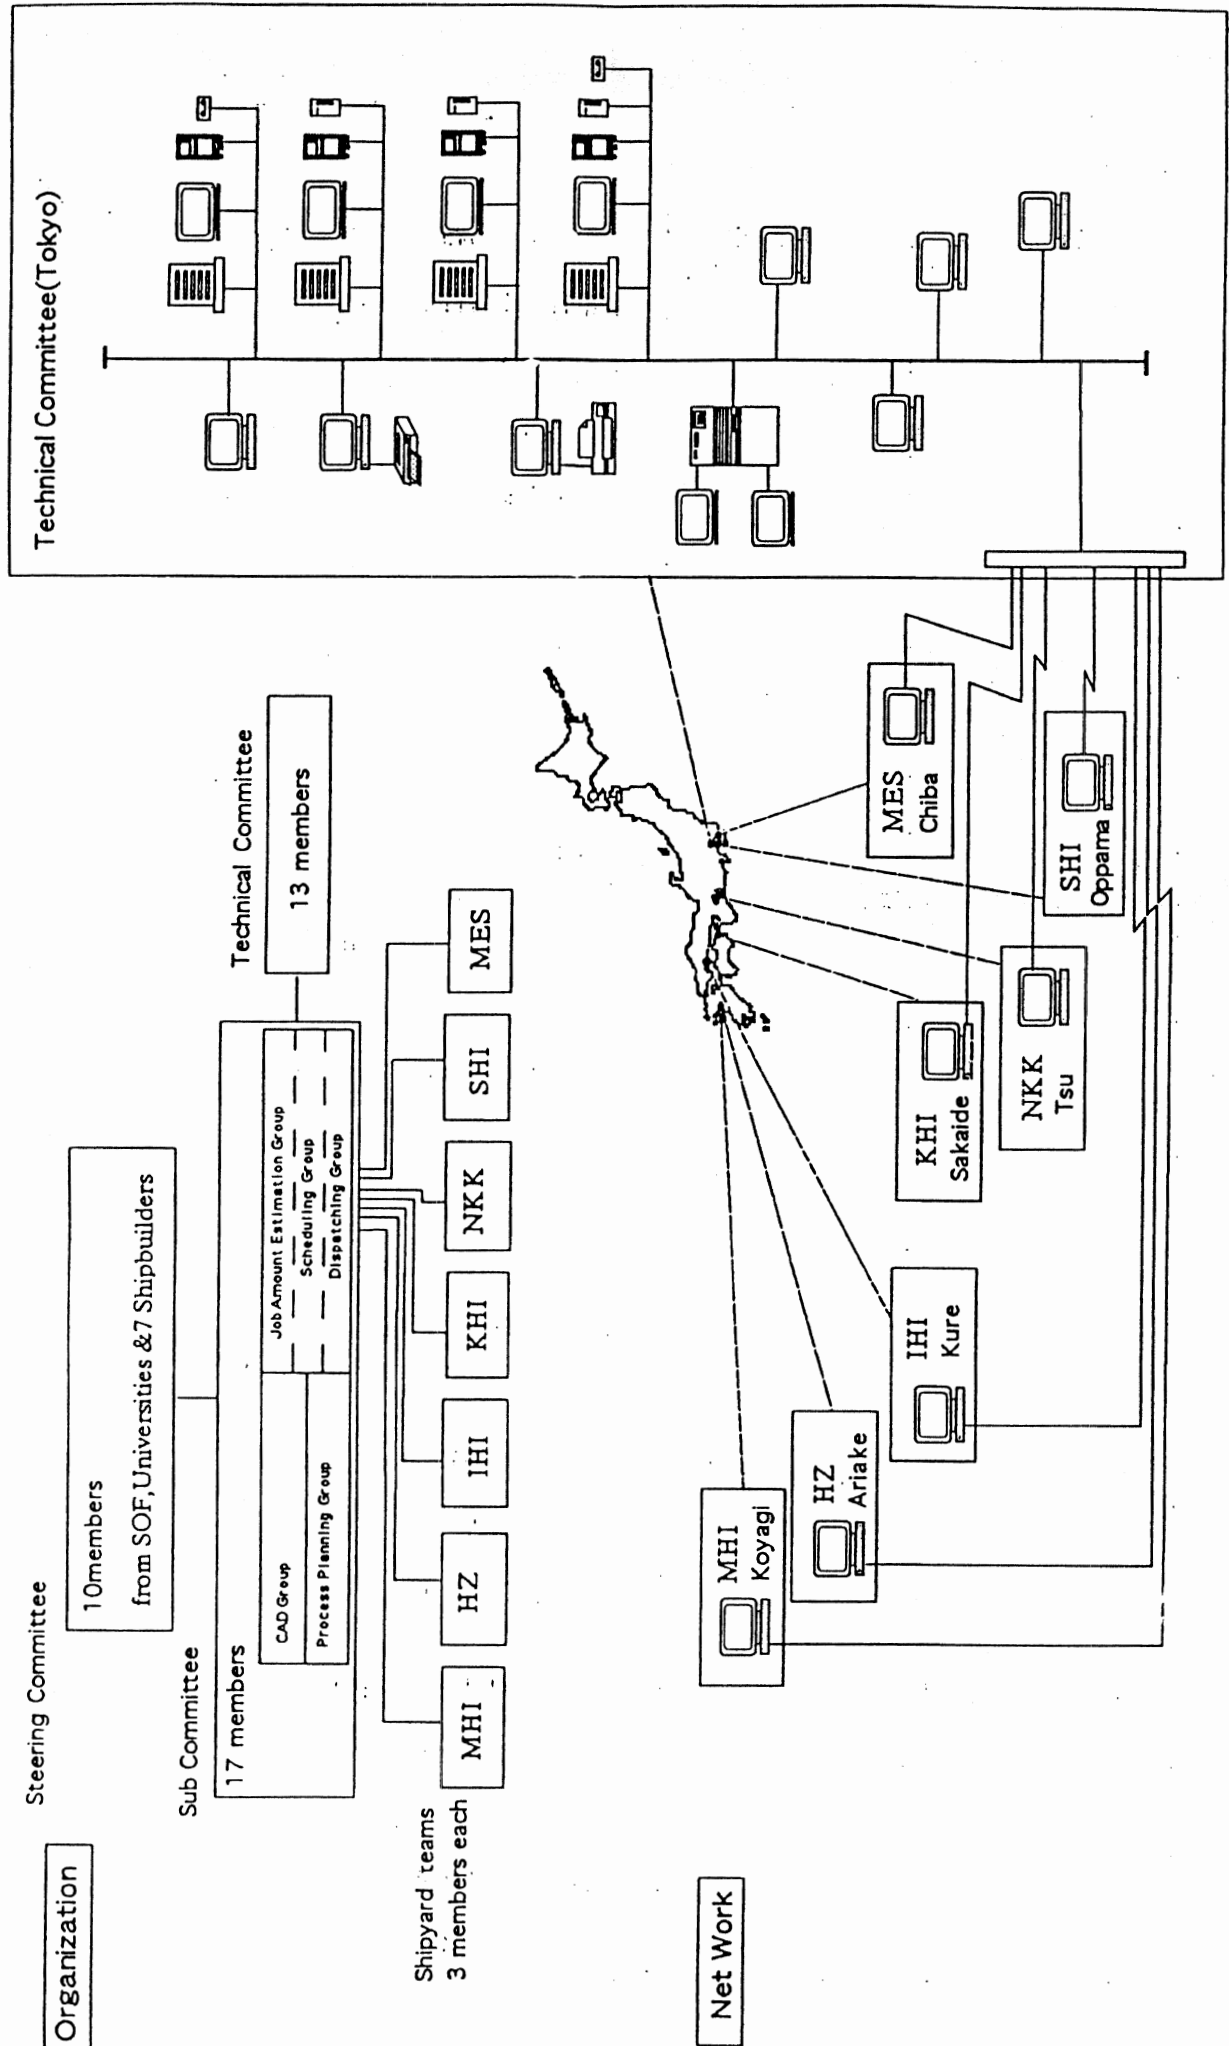 Organization
Steering Committee
10members
from SOF,Universities &7 Shipbuilders
Sub Committee
17 members
CAD Group
Process Planning Group
Job Amount Estimation Group
Scheduling Group
Dispatching Group
Technical Committee
13 members
Shipyard teams
3 members each
MHI
HZ
IHI
KHI
NKK
SHI
MES
Technical Committee(Tokyo)
Net Work
MHI
Koyagi
HZ
Ariake
IHI
Kure
KHI
Sakaide
NKK
Tsu
SHI
Oppama
MES
Chiba